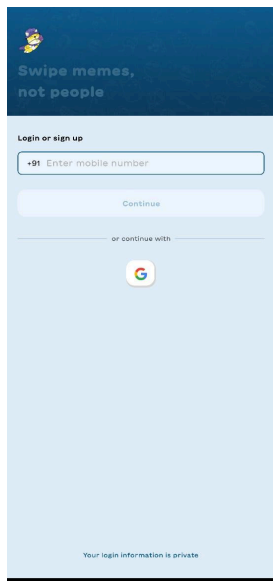 Swipe memes,
not people
Login or sign up
+91 Enter mobile number
Continue
or continue with
G
Your login information is private